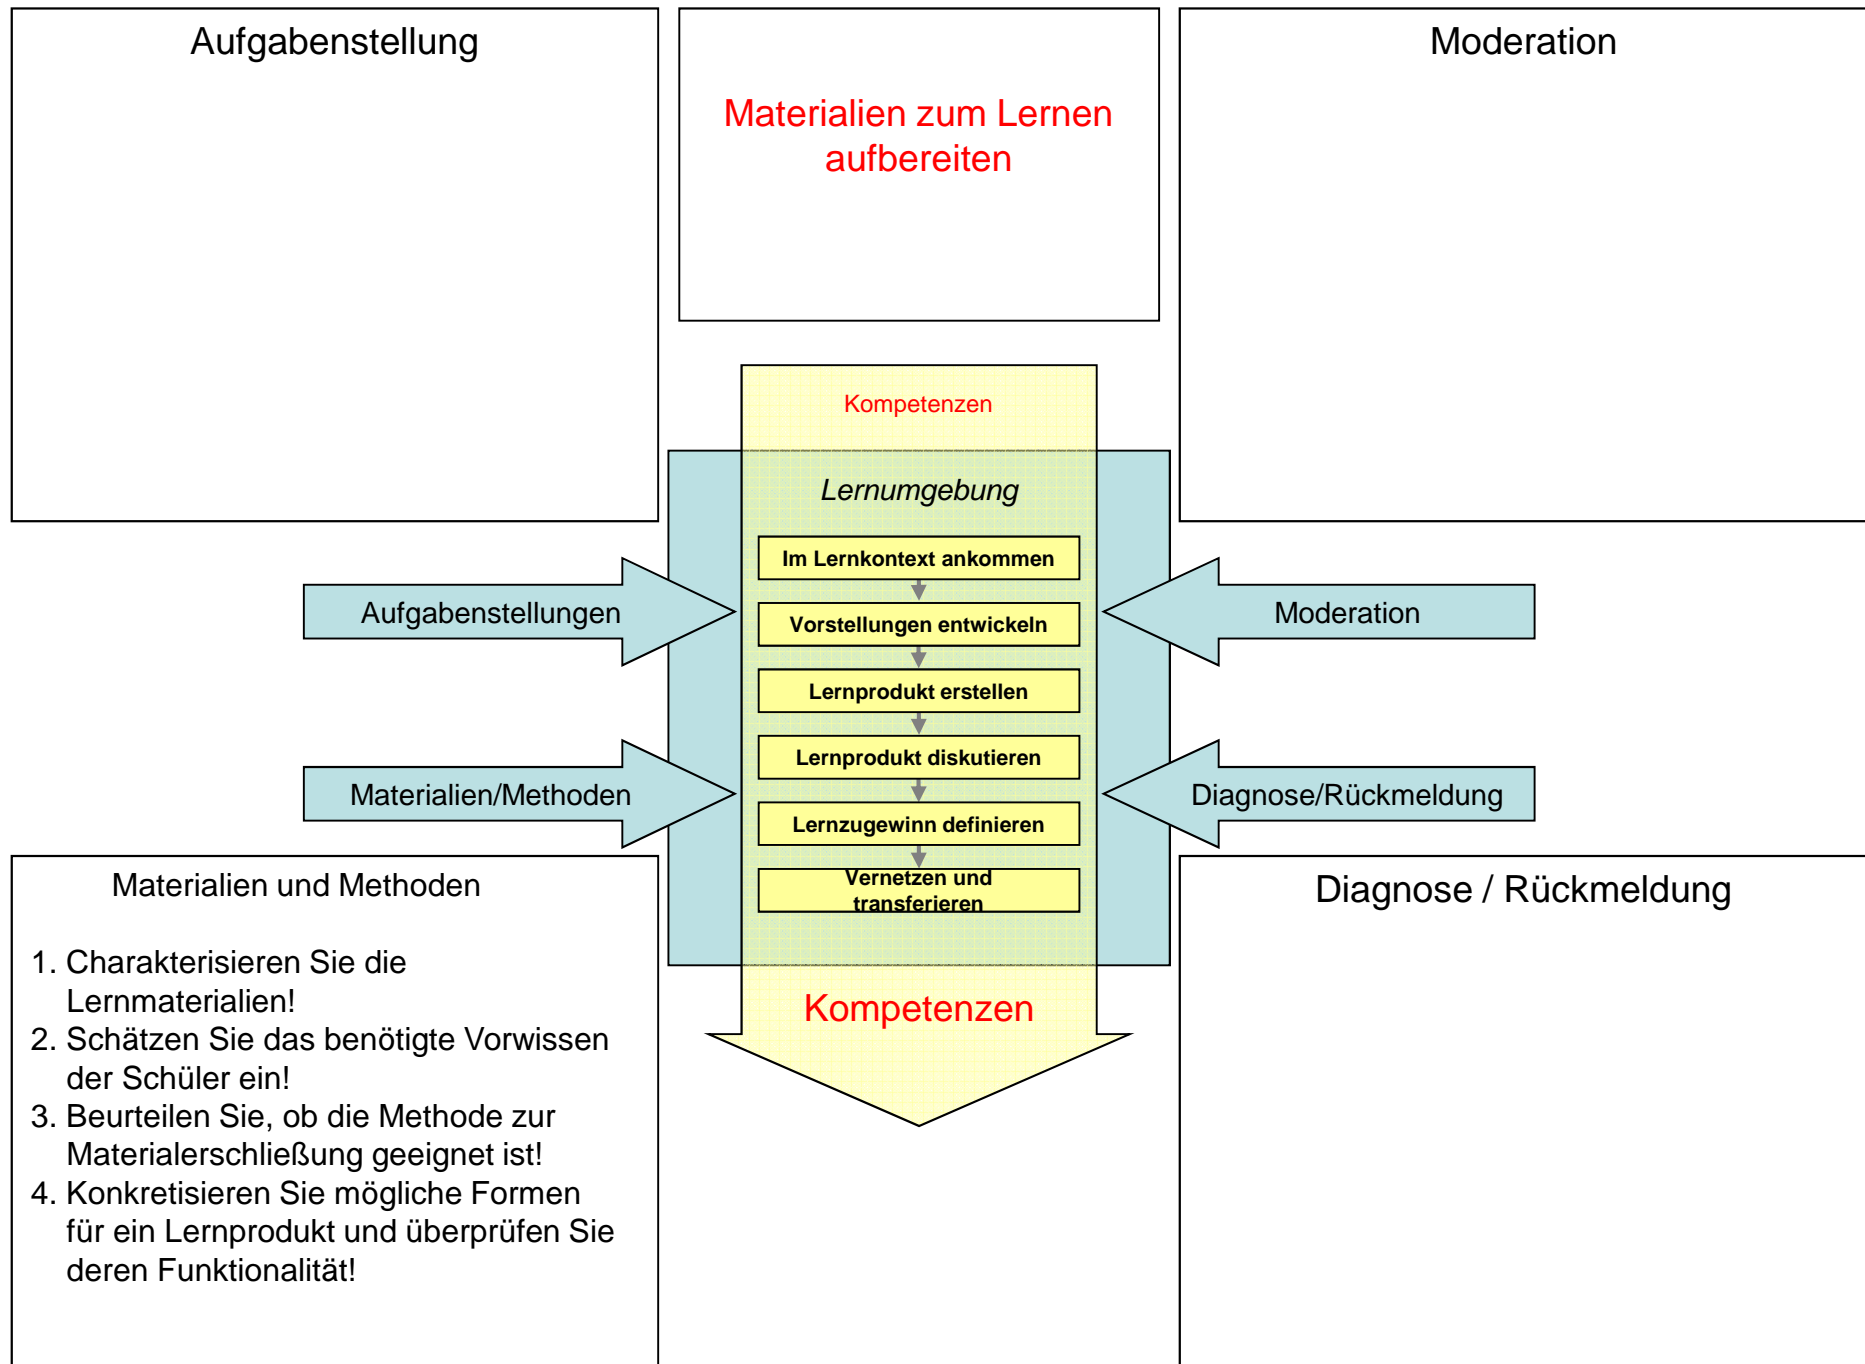 Aufgabenstellung
Materialien zum Lernen
aufbereiten
Moderation
Kompetenzen
Lernumgebung
Im Lernkontext ankommen
Vorstellungen entwickeln
Lernprodukt erstellen
Lernprodukt diskutieren
Lernzugewinn definieren
Vernetzen und
transferieren
Kompetenzen
Aufgabenstellungen
Materialien/Methoden
Moderation
Diagnose/Rückmeldung
Materialien und Methoden
1. Charakterisieren Sie die
Lernmaterialien!
2. Schätzen Sie das benötigte Vorwissen
der Schüler ein!
3. Beurteilen Sie, ob die Methode zur
Materialerschließung geeignet ist!
4. Konkretisieren Sie mögliche Formen
für ein Lernprodukt und überprüfen Sie
deren Funktionalität!
Diagnose / Rückmeldung